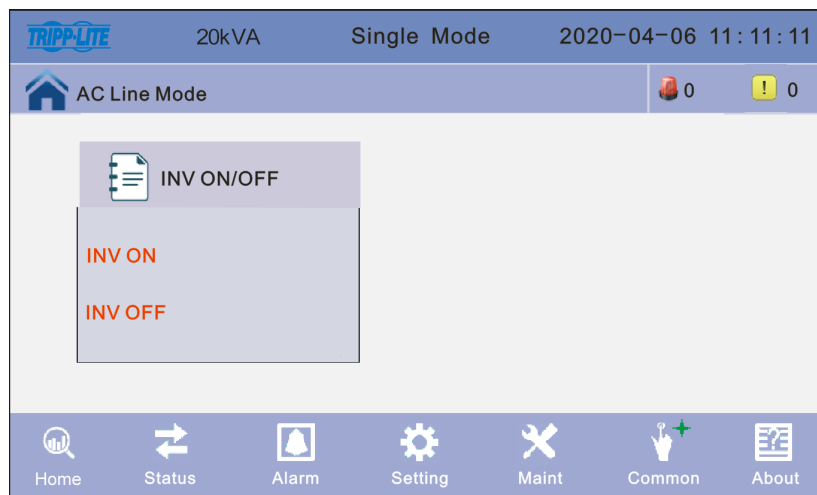 TRIPP-LITE 20kVA Single Mode 2020-04-06 11:11:11
AC Line Mode 0 ! 0
INV ON/OFF
INV ON
INV OFF
Home Status Alarm Setting Maint Common About